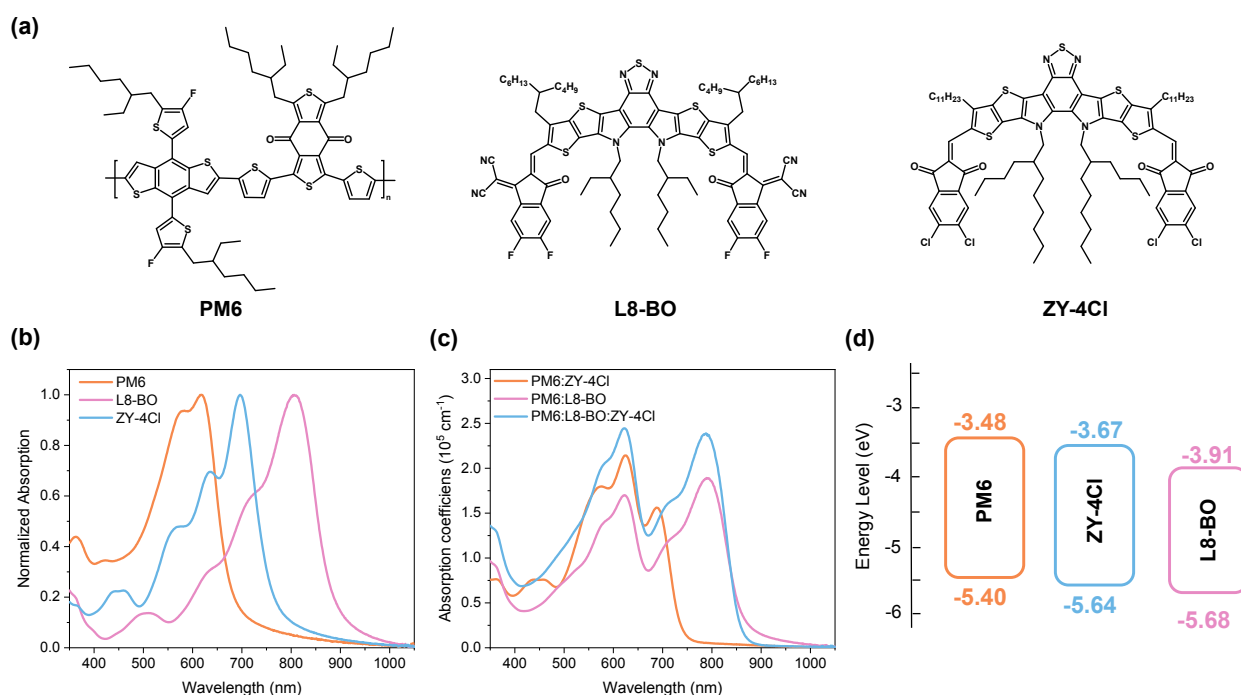 (a)
F
S
S
O
O
S
S
S
S
S
F
S
n
PM6
N
S
N
C6H13
C4H9
C4H9
C6H13
S
S
S
N
N
S
CN
NC
O
O
CN
CN
F
F
F
F
L8-BO
N
S
N
C11H23
C11H23
S
S
S
N
N
S
O
O
O
O
Cl
Cl
Cl
Cl
ZY-4Cl
(b)
PM6
L8-BO
ZY-4Cl
Normalized Absorption
1.0
0.8
0.6
0.4
0.2
0.0
400 500 600 700 800 900 1000
Wavelength (nm)
(c)
PM6:ZY-4Cl
PM6:L8-BO
PM6:L8-BO:ZY-4Cl
Absorption coefficiens (10⁵ cm⁻¹)
3.0
2.5
2.0
1.5
1.0
0.5
0.0
400 500 600 700 800 900 1000
Wavelength (nm)
(d)
Energy Level (eV)
-3
-4
-5
-6
-3.48
PM6
-5.40
-3.67
ZY-4Cl
-5.64
-3.91
L8-BO
-5.68